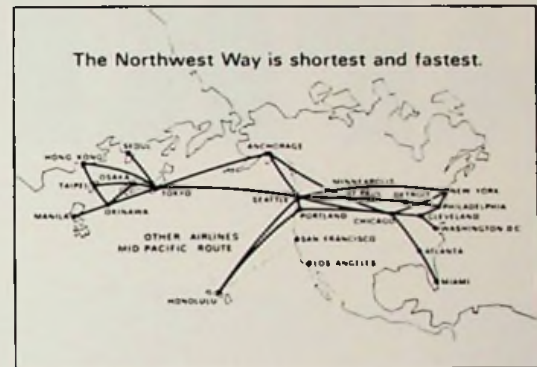 The Northwest Way is shortest and fastest.
SEOUL
ANCHORAGE
HONG KONG
OSAKA
TAIPEI
TOKYO
MANILA
OKINAWA
MINNEAPOLIS
ST PAUL
DETROIT
NEW YORK
SEATTLE
PHILADELPHIA
PORTLAND
CHICAGO
CLEVELAND
WASHINGTON DC
OTHER AIRLINES
MID PACIFIC ROUTE
SAN FRANCISCO
ATLANTA
LOS ANGELES
MIAMI
HONOLULU